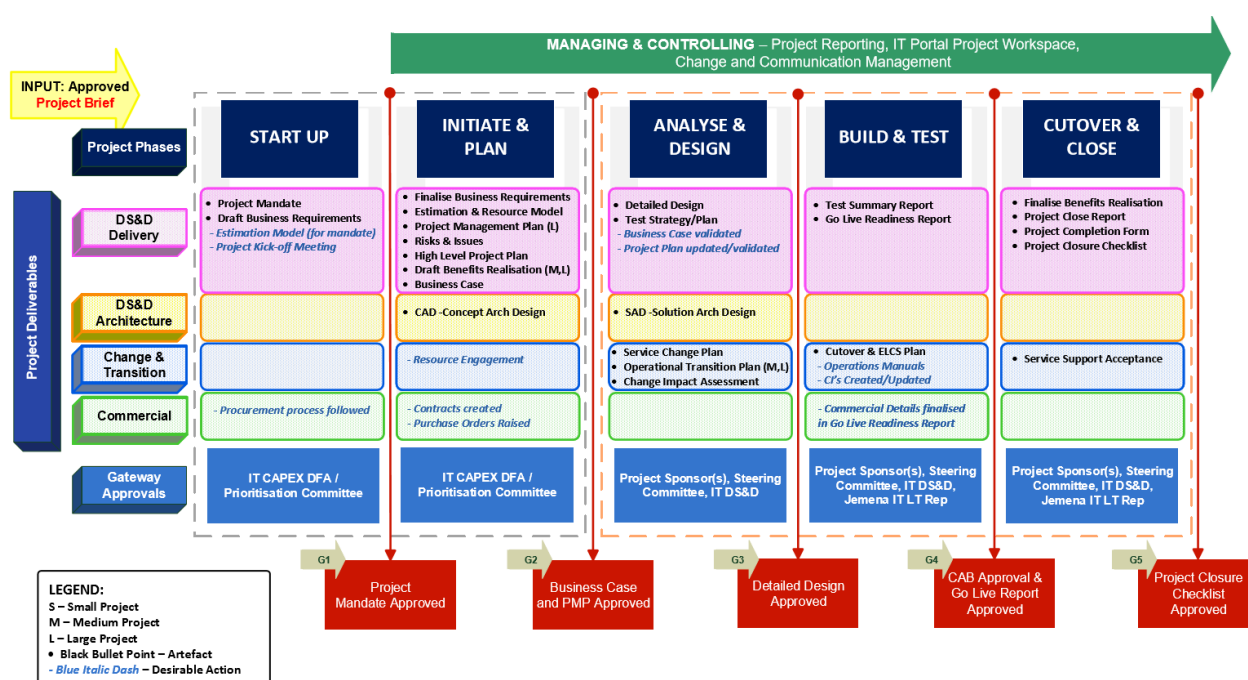 MANAGING & CONTROLLING – Project Reporting, IT Portal Project Workspace,
Change and Communication Management
INPUT: Approved
Project Brief
Project Phases
START UP
INITIATE &
PLAN
ANALYSE &
DESIGN
BUILD & TEST
CUTOVER &
CLOSE
Project Deliverables
DS&D
Delivery
• Project Mandate
• Draft Business Requirements
- Estimation Model (for mandate)
- Project Kick-off Meeting
• Finalise Business Requirements
• Estimation & Resource Model
• Project Management Plan (L)
• Risks & Issues
• High Level Project Plan
• Draft Benefits Realisation (M,L)
• Business Case
• Detailed Design
• Test Strategy/Plan
- Business Case validated
- Project Plan updated/validated
• Test Summary Report
• Go Live Readiness Report
• Finalise Benefits Realisation
• Project Close Report
• Project Completion Form
• Project Closure Checklist
DS&D
Architecture
• CAD -Concept Arch Design
• SAD -Solution Arch Design
Change &
Transition
- Resource Engagement
• Service Change Plan
• Operational Transition Plan (M,L)
• Change Impact Assessment
• Cutover & ELCS Plan
- Operations Manuals
- CI's Created/Updated
• Service Support Acceptance
Commercial
- Procurement process followed
- Contracts created
- Purchase Orders Raised
- Commercial Details finalised
in Go Live Readiness Report
Gateway
Approvals
IT CAPEX DFA /
Prioritisation Committee
IT CAPEX DFA /
Prioritisation Committee
Project Sponsor(s), Steering
Committee, IT DS&D
Project Sponsor(s), Steering
Committee, IT DS&D,
Jemena IT LT Rep
Project Sponsor(s), Steering
Committee, IT DS&D,
Jemena IT LT Rep
G1
Project
Mandate Approved
G2
Business Case
and PMP Approved
G3
Detailed Design
Approved
G4
CAB Approval &
Go Live Report
Approved
G5
Project Closure
Checklist
Approved
LEGEND:
S – Small Project
M – Medium Project
L – Large Project
• Black Bullet Point – Artefact
- Blue Italic Dash – Desirable Action